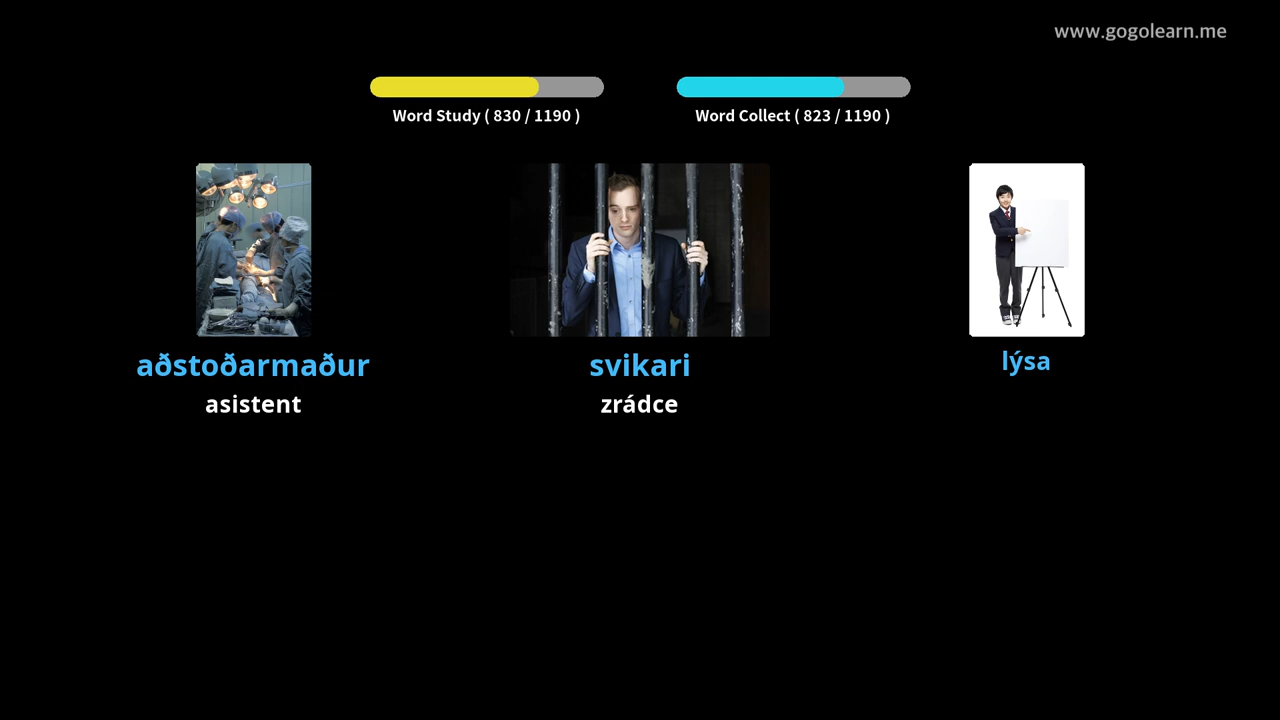 www.gogolearn.me
Word Study ( 830 / 1190 )
Word Collect ( 823 / 1190 )
aðstoðarmaður
asistent
svikari
zrádce
lýsa